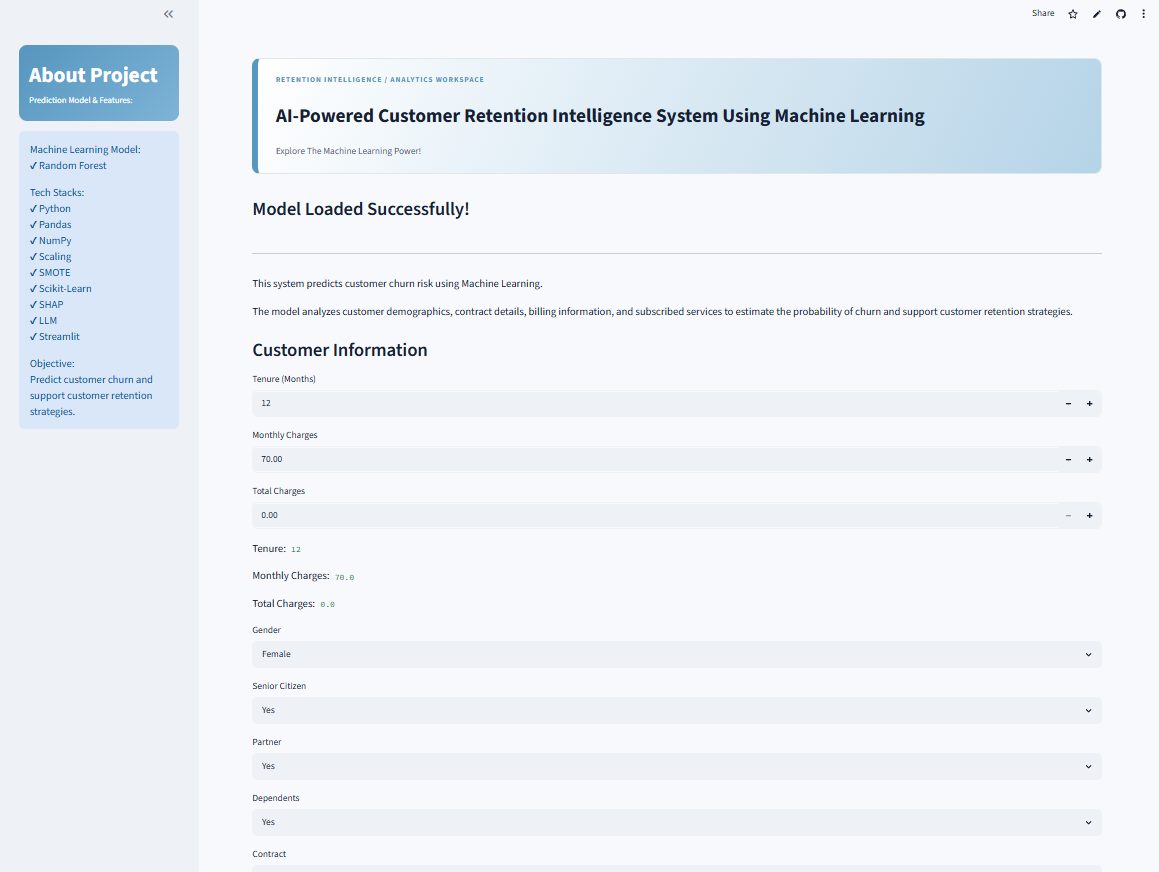 Share
About Project
Prediction Model & Features:
Machine Learning Model:
✓ Random Forest
Tech Stacks:
✓ Python
✓ Pandas
✓ NumPy
✓ Scaling
✓ SMOTE
✓ Scikit-Learn
✓ SHAP
✓ LLM
✓ Streamlit
Objective:
Predict customer churn and
support customer retention
strategies.
RETENTION INTELLIGENCE / ANALYTICS WORKSPACE
AI-Powered Customer Retention Intelligence System Using Machine Learning
Explore The Machine Learning Power!
Model Loaded Successfully!
This system predicts customer churn risk using Machine Learning.
The model analyzes customer demographics, contract details, billing information, and subscribed services to estimate the probability of churn and support customer retention strategies.
Customer Information
Tenure (Months)
12
Monthly Charges
70.00
Total Charges
0.00
Tenure: 12
Monthly Charges: 70.0
Total Charges: 0.0
Gender
Female
Senior Citizen
Yes
Partner
Yes
Dependents
Yes
Contract